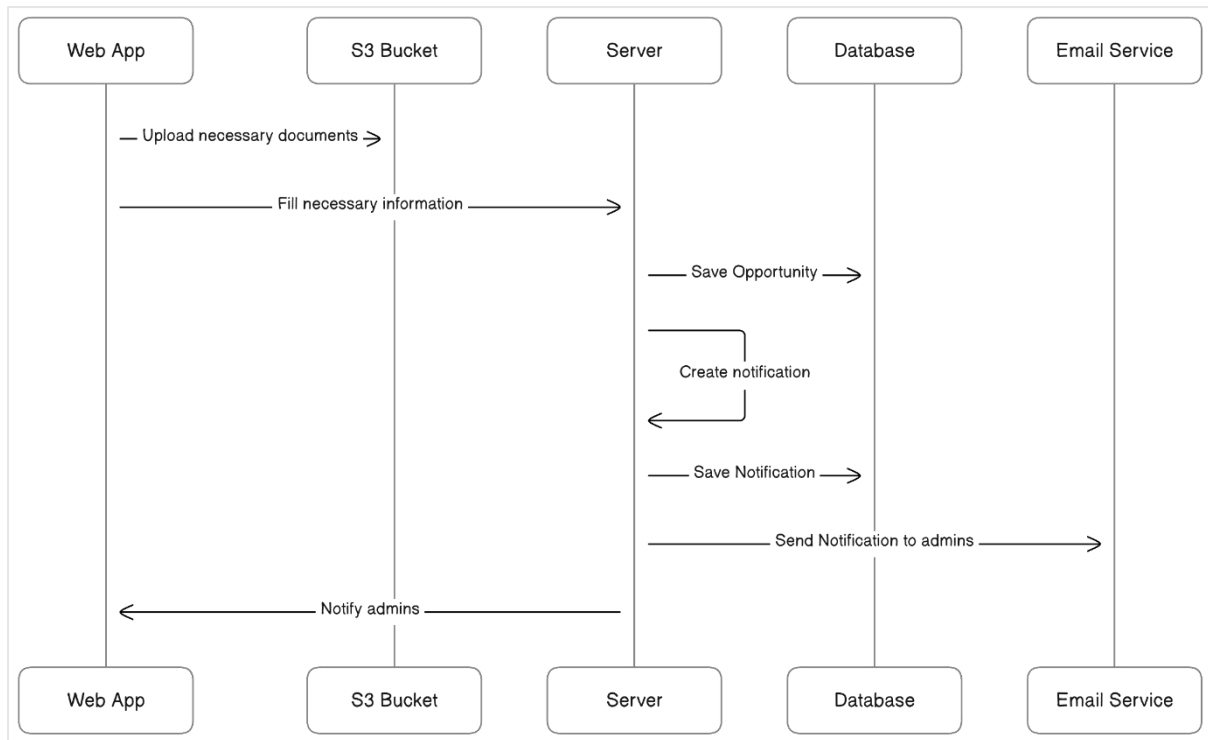 Web App
S3 Bucket
Server
Database
Email Service
Upload necessary documents
Fill necessary information
Save Opportunity
Create notification
Save Notification
Send Notification to admins
Notify admins
Web App
S3 Bucket
Server
Database
Email Service